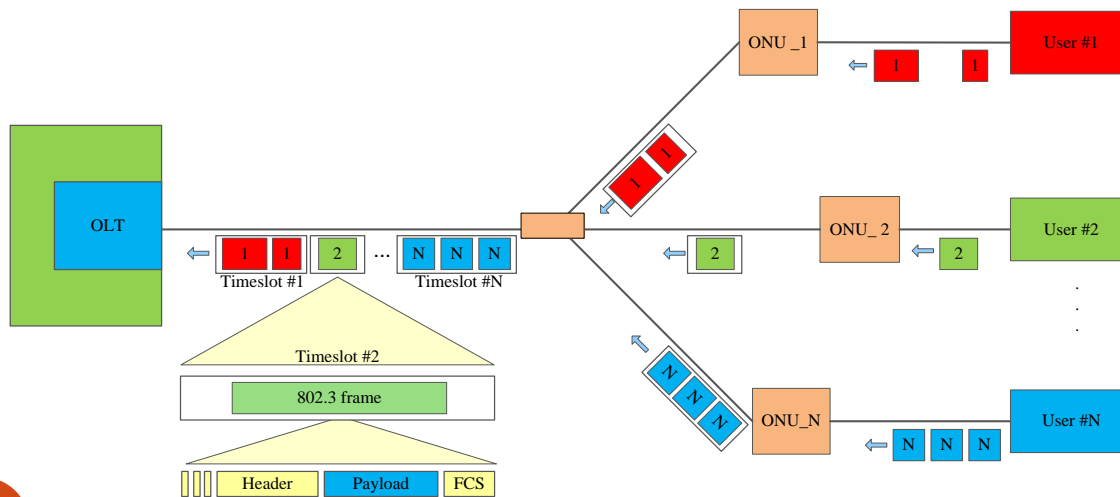 ONU _1
User #1
1
1
1
1
OLT
ONU_ 2
User #2
1 1 2 ... N N N
2
2
Timeslot #1
Timeslot #N
.
.
.
Timeslot #2
N
N
N
802.3 frame
ONU_N
User #N
N N N
Header
Payload
FCS